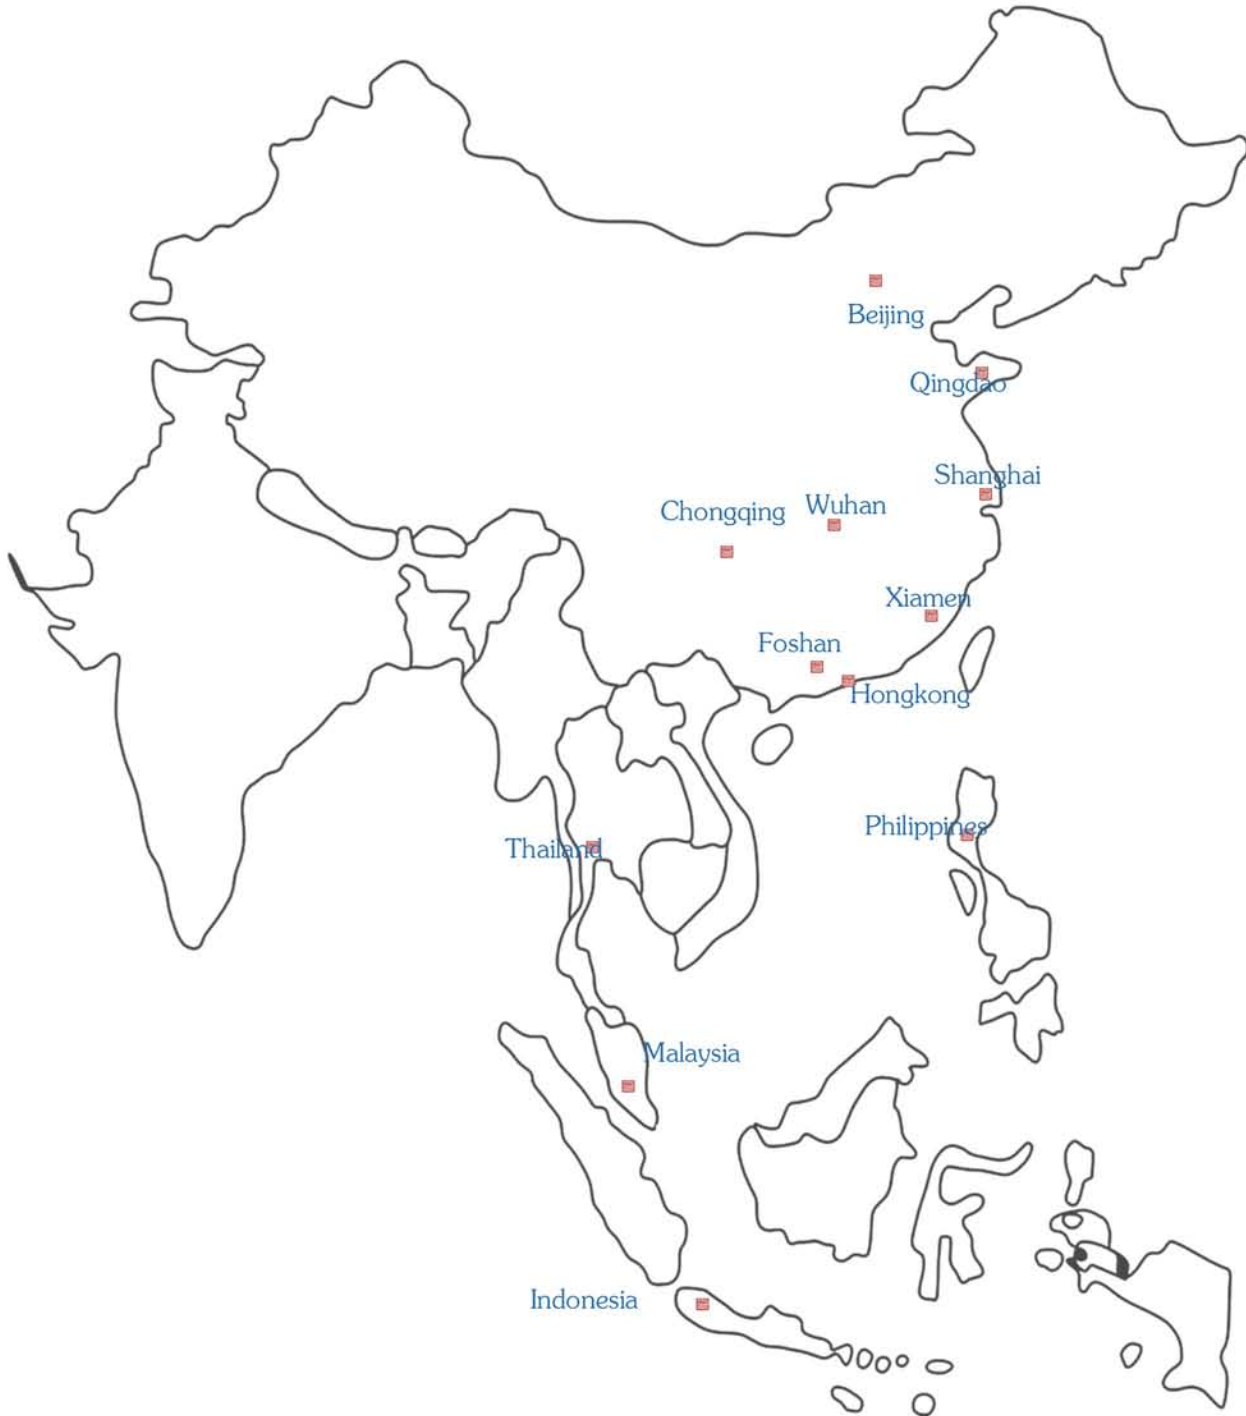 Beijing
Qingdao
Shanghai
Chongqing
Wuhan
Xiamen
Foshan
Hongkong
Philippines
Thailand
Malaysia
Indonesia